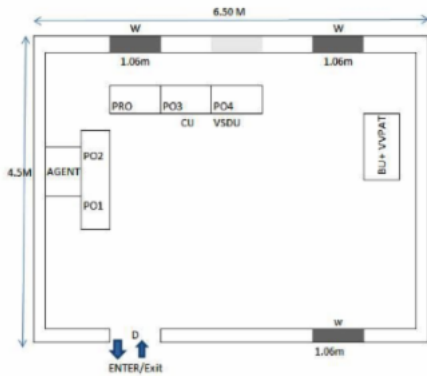 6.50 M
W
W
1.06m
1.06m
PRO
PO3
PO4
CU
VSDU
BU+ VVPAT
PO2
AGENT
4.5M
PO1
D
W
1.06m
ENTER/Exit